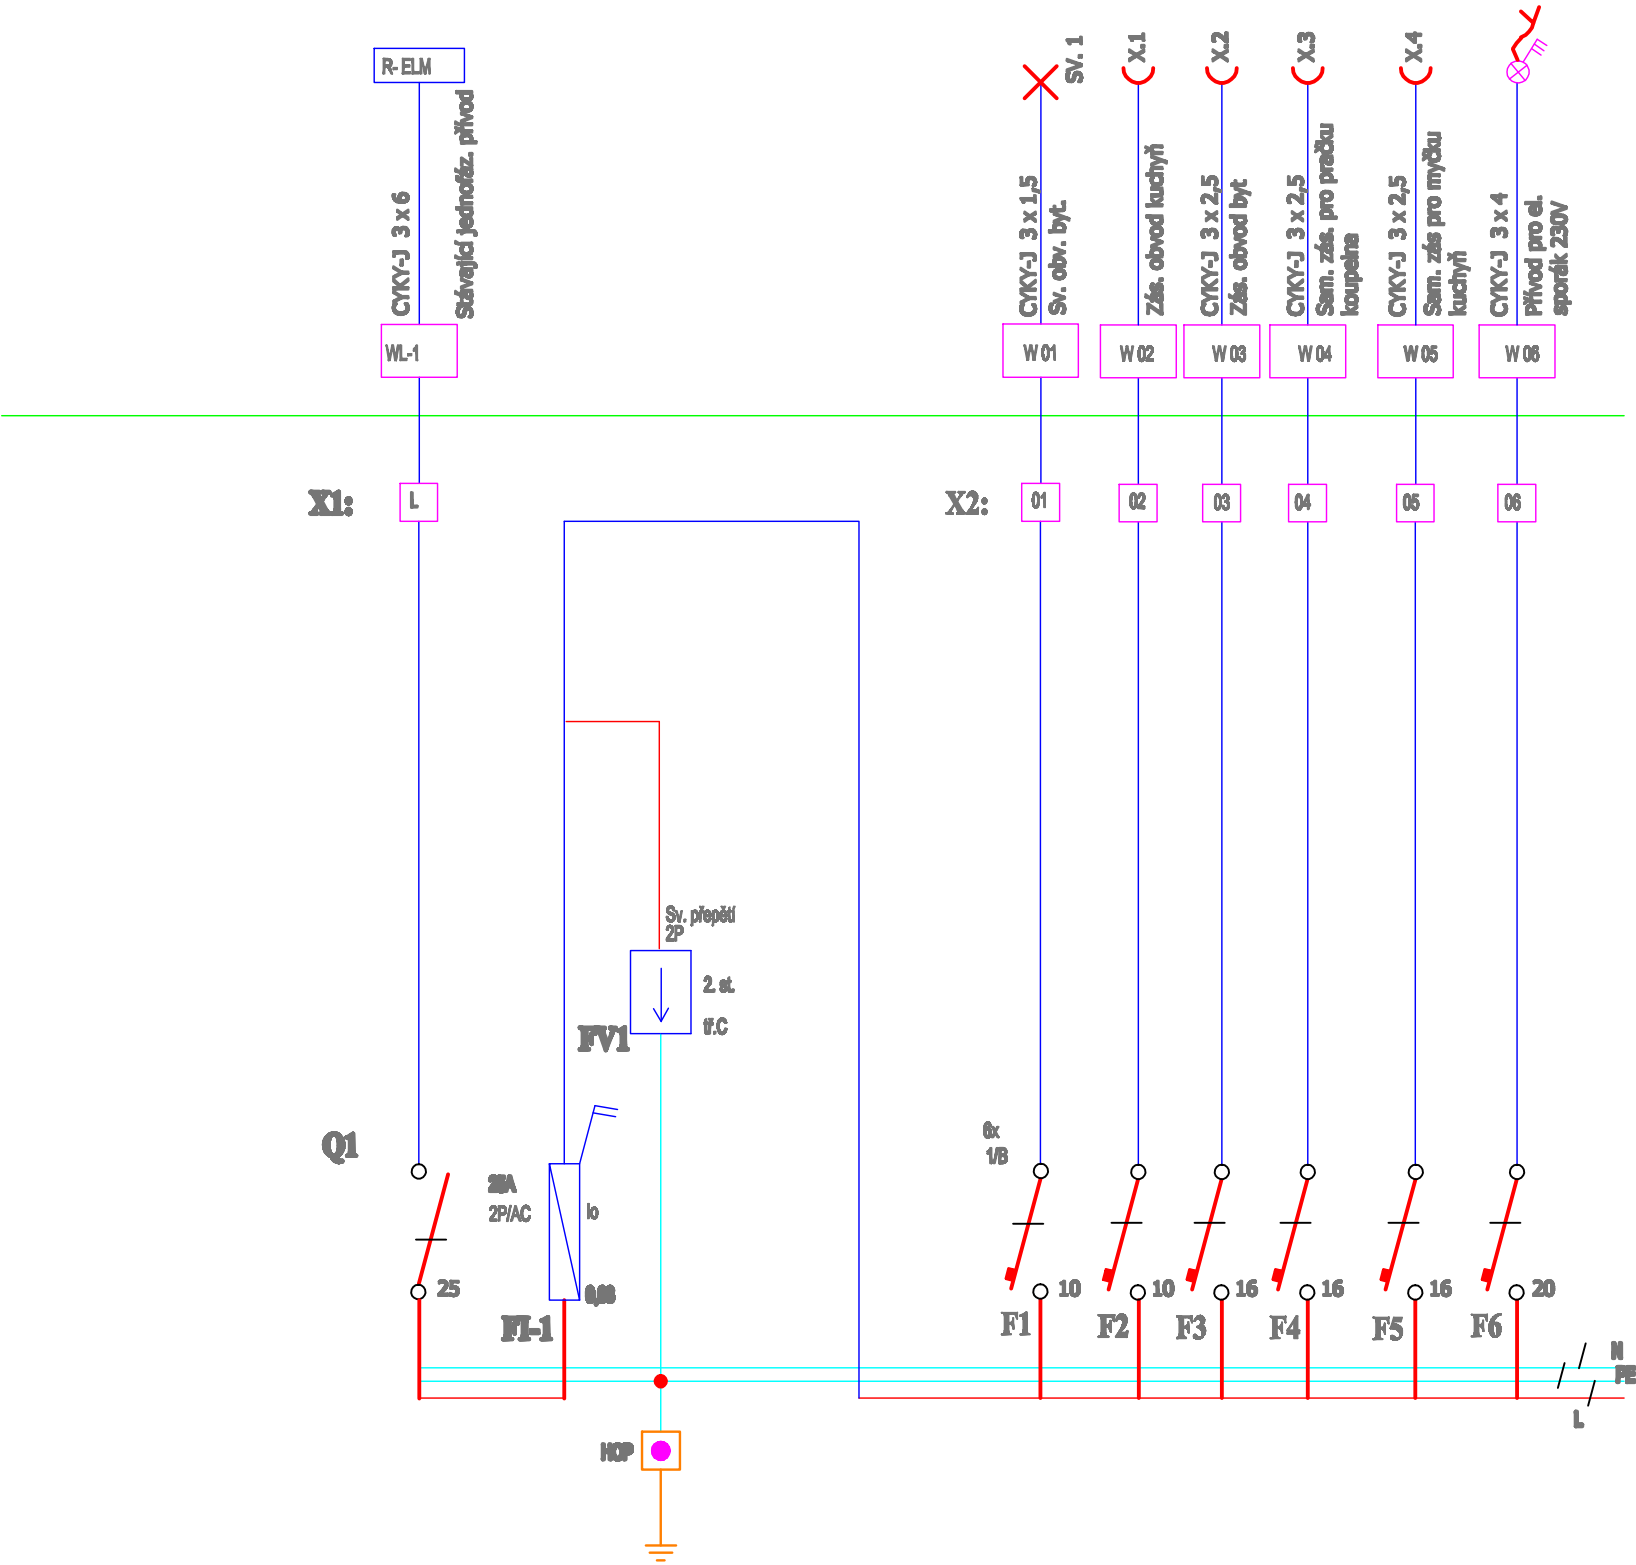 R- ELM
CYKY-J 3 x 6
Stávající jednofáz. přívod
WL-1
SV. 1
X.1
X.2
X.3
X.4
CYKY-J 3 x 1,5
Sv. obv. byt.
Zás. obvod kuchyň
CYKY-J 3 x 2,5
Zás. obvod byt
CYKY-J 3 x 2,5
Sam. zás. pro pračku
koupelna
CYKY-J 3 x 2,5
Sam. zás pro myčku
kuchyň
CYKY-J 3 x 4
Přívod pro el.
sporák 230V
W 01
W 02
W 03
W 04
W 05
W 06
X1:
L
X2:
01
02
03
04
05
06
Sv. přepětí
2P
2. st.
tř.C
FV1
Q1
25
25A
2P/AC
Io
0,03
FI-1
6x
1/B
10
10
16
16
16
20
F1
F2
F3
F4
F5
F6
N
PE
L
HOP